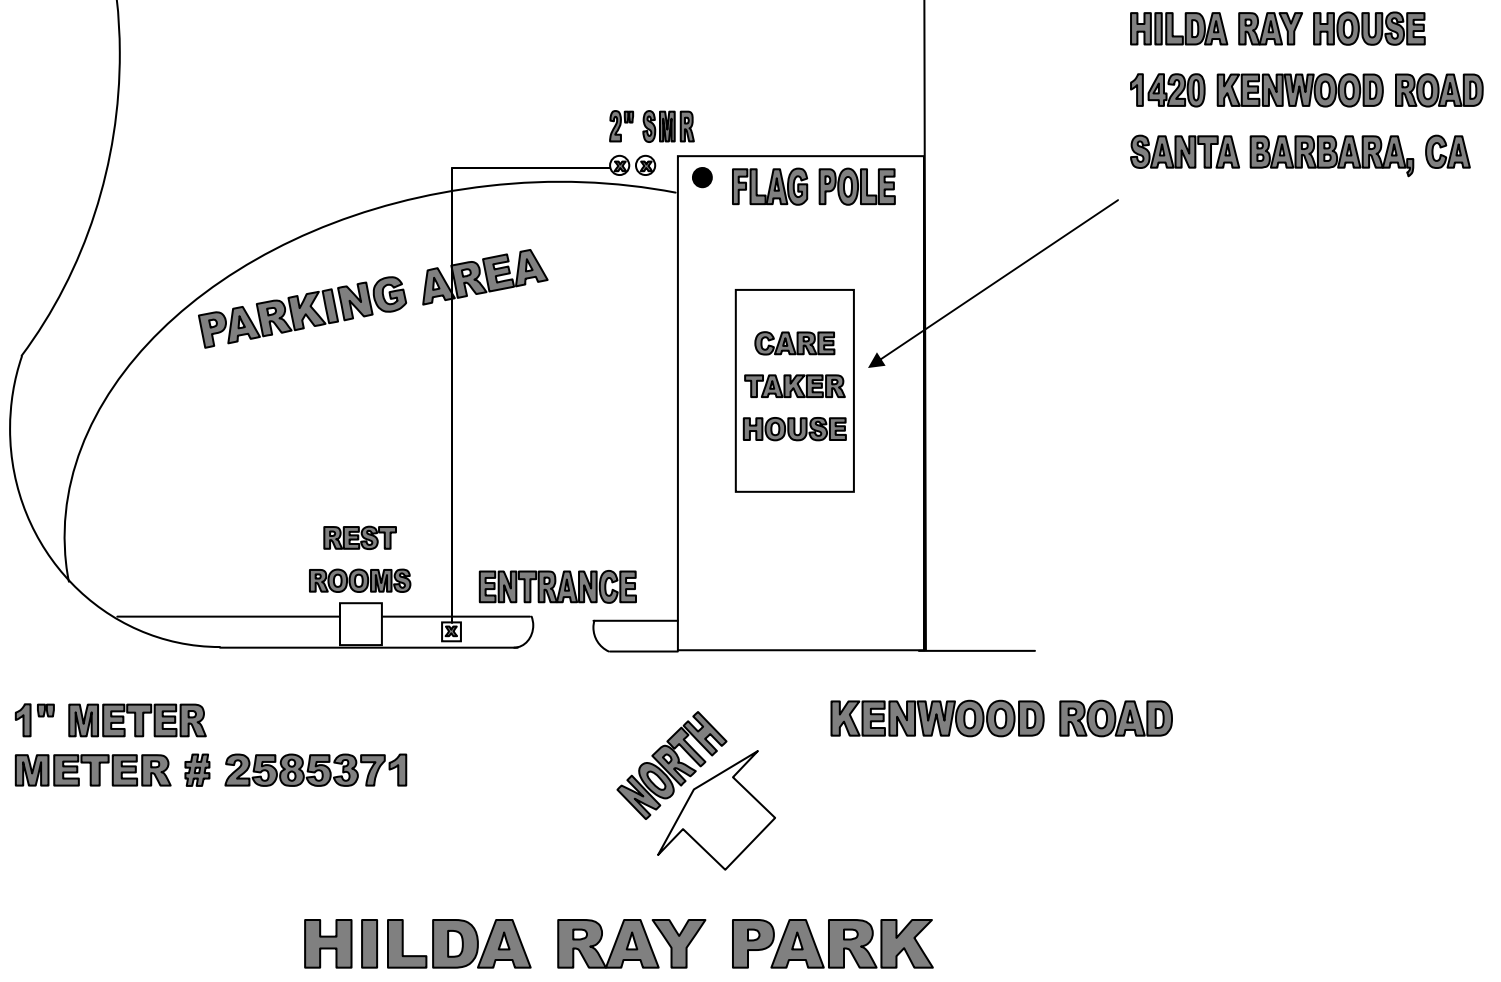 HILDA RAY HOUSE
1420 KENWOOD ROAD
SANTA BARBARA, CA
2" SMR
X X
FLAG POLE
PARKING AREA
CARE
TAKER
HOUSE
REST
ROOMS
ENTRANCE
X
1" METER
METER # 2585371
KENWOOD ROAD
NORTH
HILDA RAY PARK